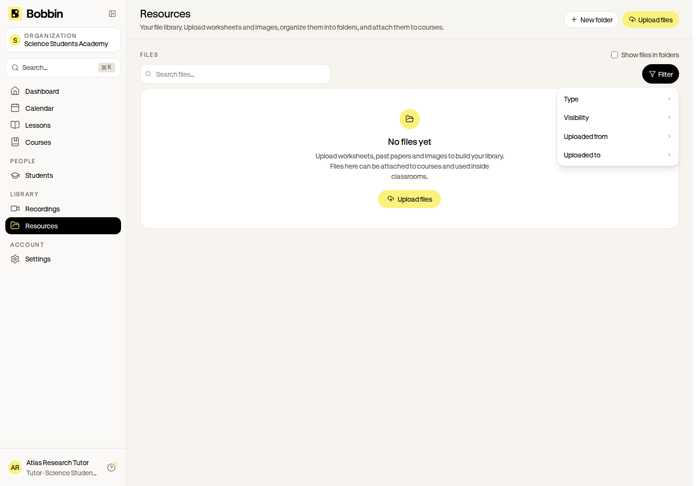 Bobbin
ORGANIZATION
S
Science Students Academy
Search...
⌘ K
Dashboard
Calendar
Lessons
Courses
PEOPLE
Students
LIBRARY
Recordings
Resources
ACCOUNT
Settings
AR
Atlas Research Tutor
Tutor · Science Studen...
Resources
Your file library. Upload worksheets and images, organize them into folders, and attach them to courses.
New folder
Upload files
FILES
Show files in folders
Search files...
Filter
Type
Visibility
Uploaded from
Uploaded to
No files yet
Upload worksheets, past papers and images to build your library.
Files here can be attached to courses and used inside
classrooms.
Upload files